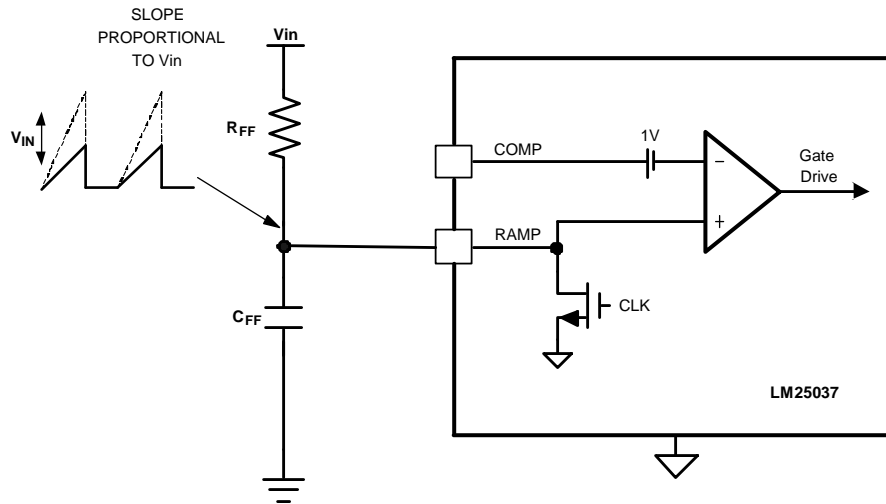 SLOPE
PROPORTIONAL
TO Vin
Vin
VIN
RFF
CFF
COMP
1V
Gate
Drive
RAMP
CLK
LM25037